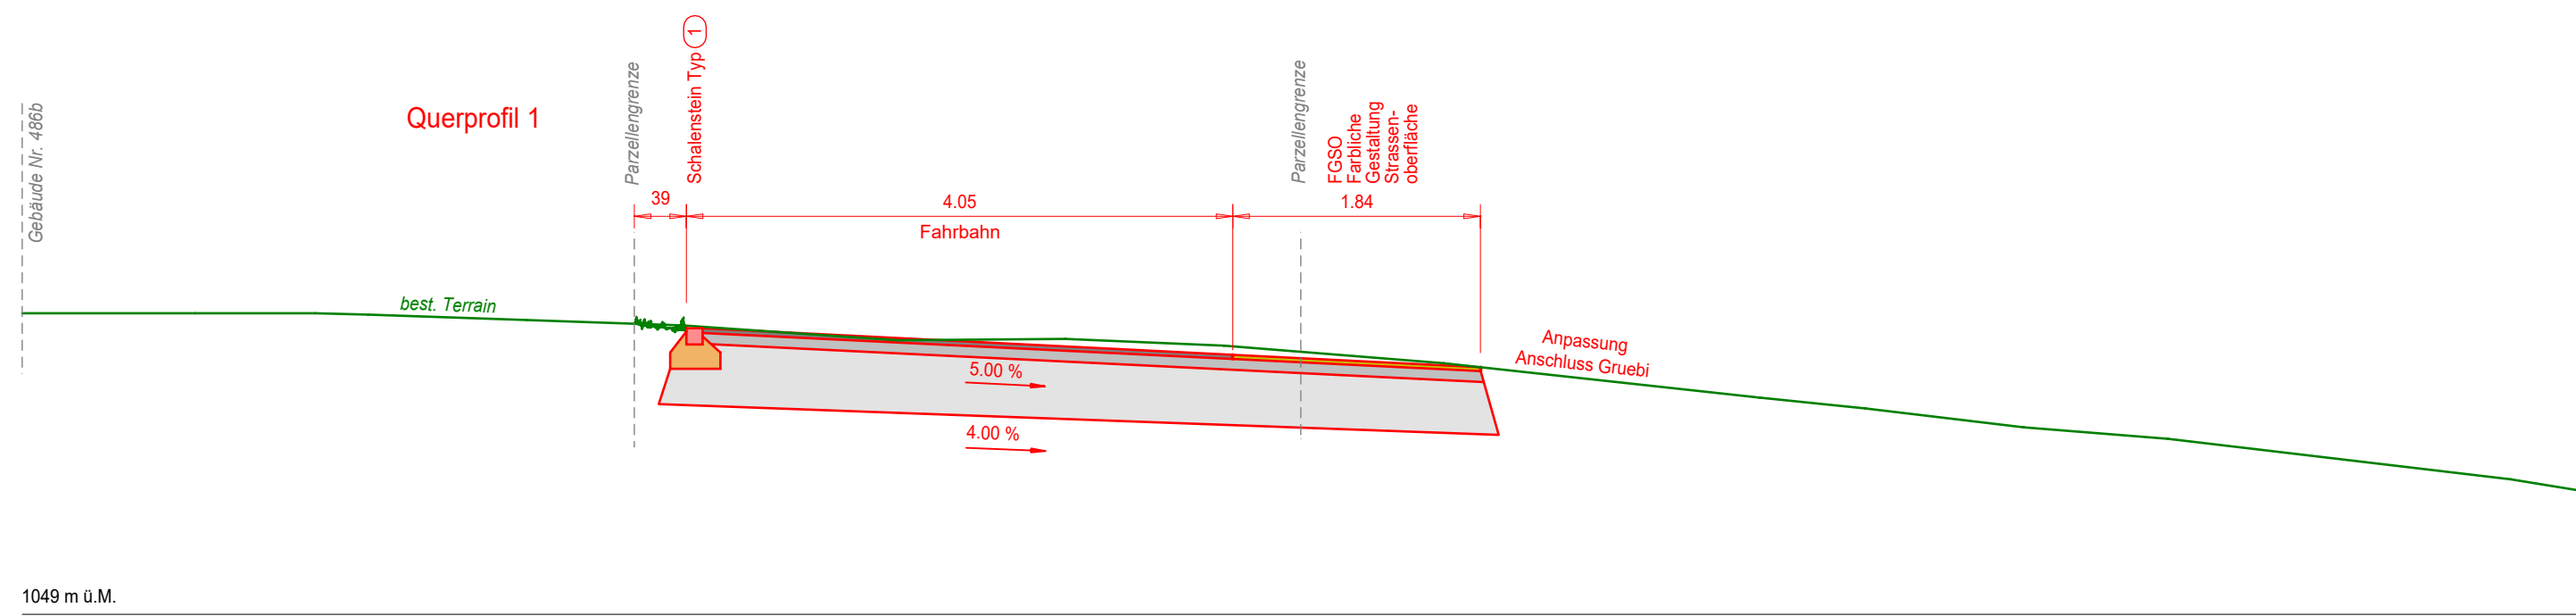 Gebäude Nr. 486b
Querprofil 1
Parzellengrenze
Schalenstein Typ 1
Parzellengrenze
FGSO
Farbliche
Gestaltung
Strassen-
oberfläche
39
4.05
1.84
Fahrbahn
best. Terrain
Anpassung
Anschluss Gruebi
5.00 %
4.00 %
1049 m ü.M.